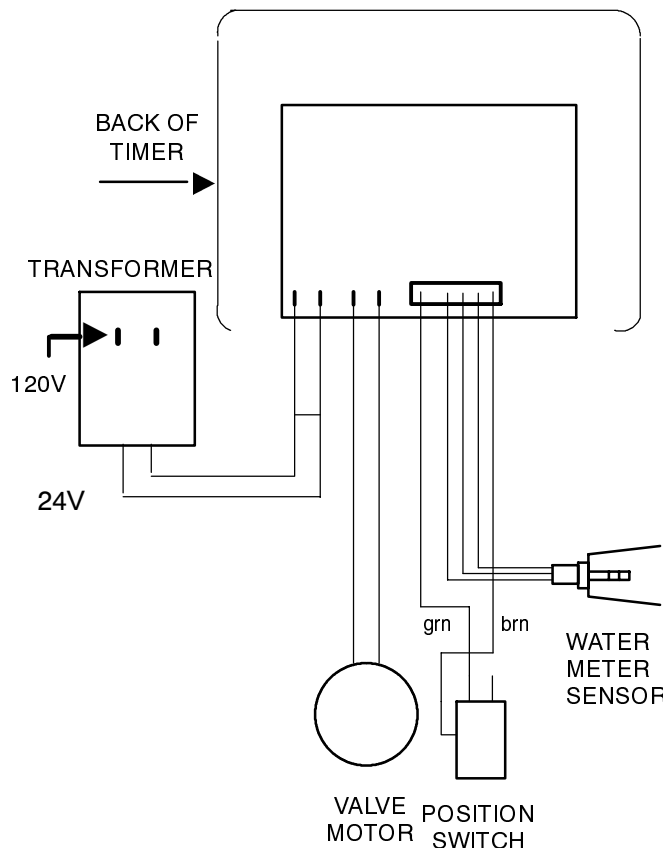 BACK OF
TIMER
TRANSFORMER
120V
24V
grn
brn
WATER
METER
SENSOR
VALVE
MOTOR
POSITION
SWITCH